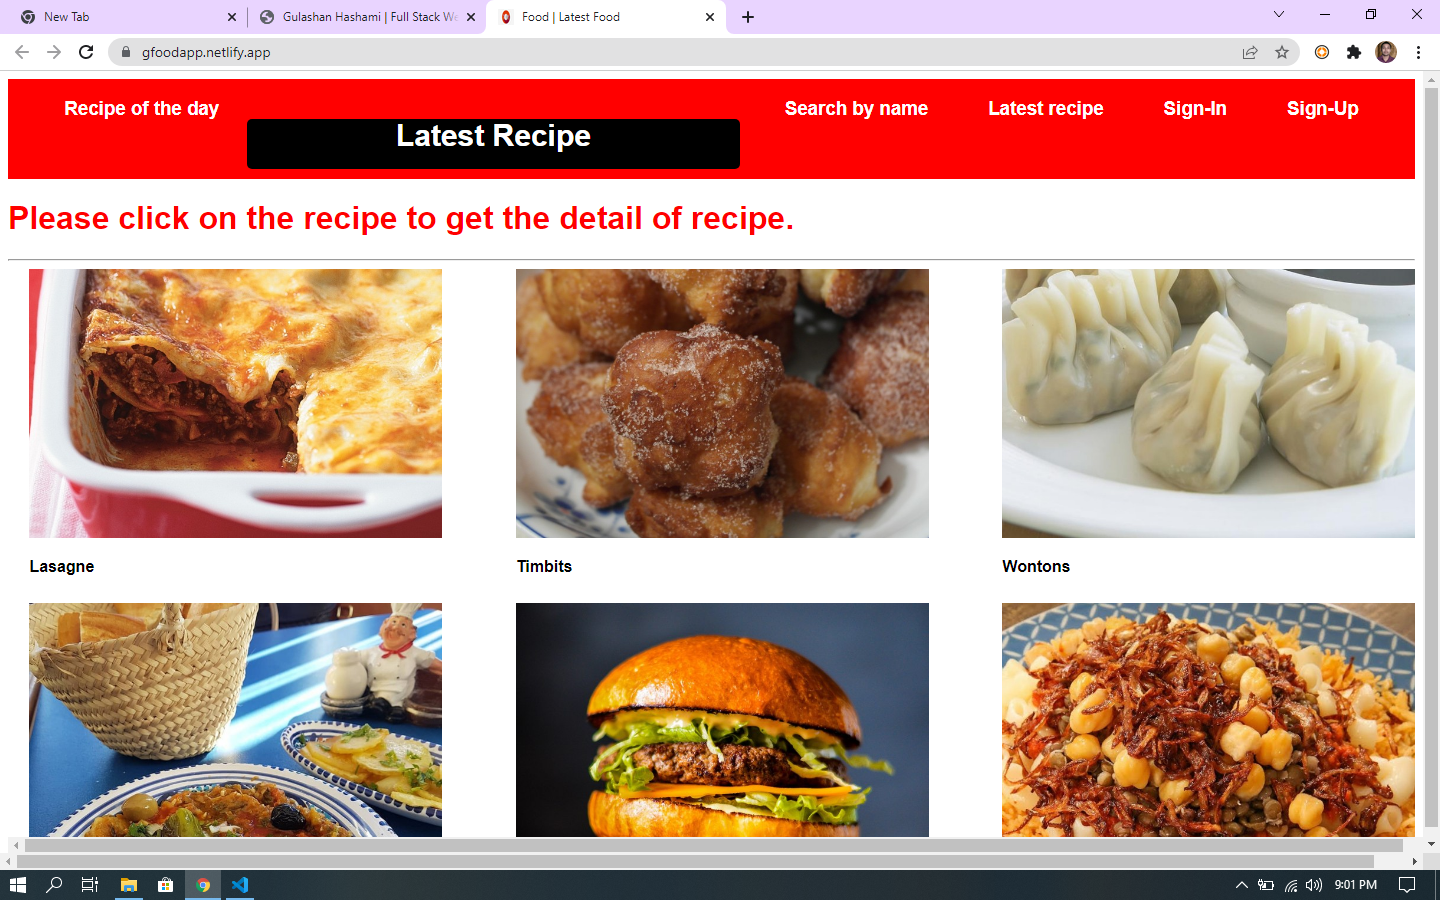 New Tab
Gulashan Hashami | Full Stack We
Food | Latest Food
gfoodapp.netlify.app
Recipe of the day
Latest Recipe
Search by name
Latest recipe
Sign-In
Sign-Up
Please click on the recipe to get the detail of recipe.
Lasagne
Timbits
Wontons
9:01 PM